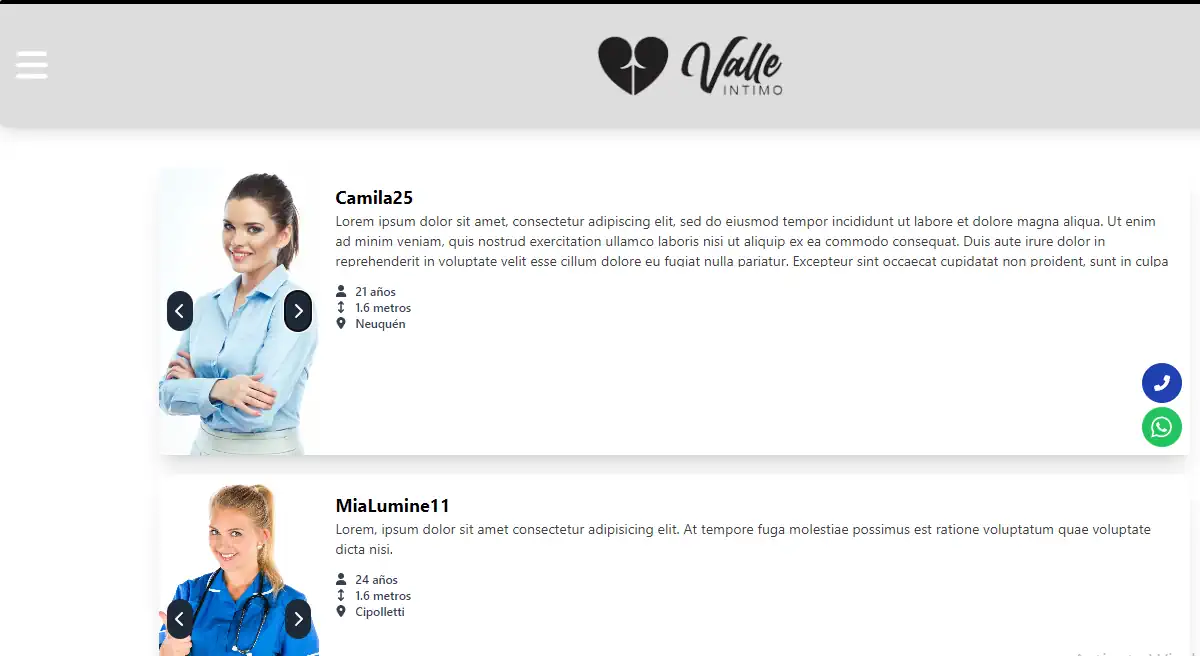 Valle
INTIMO
Camila25
Lorem ipsum dolor sit amet, consectetur adipiscing elit, sed do eiusmod tempor incididunt ut labore et dolore magna aliqua. Ut enim
ad minim veniam, quis nostrud exercitation ullamco laboris nisi ut aliquip ex ea commodo consequat. Duis aute irure dolor in
reprehenderit in voluptate velit esse cillum dolore eu fugiat nulla pariatur. Excepteur sint occaecat cupidatat non proident, sunt in culpa
21 años
1.6 metros
Neuquén
MiaLumine11
Lorem, ipsum dolor sit amet consectetur adipisicing elit. At tempore fuga molestiae possimus est ratione voluptatum quae voluptate
dicta nisi.
24 años
1.6 metros
Cipolletti